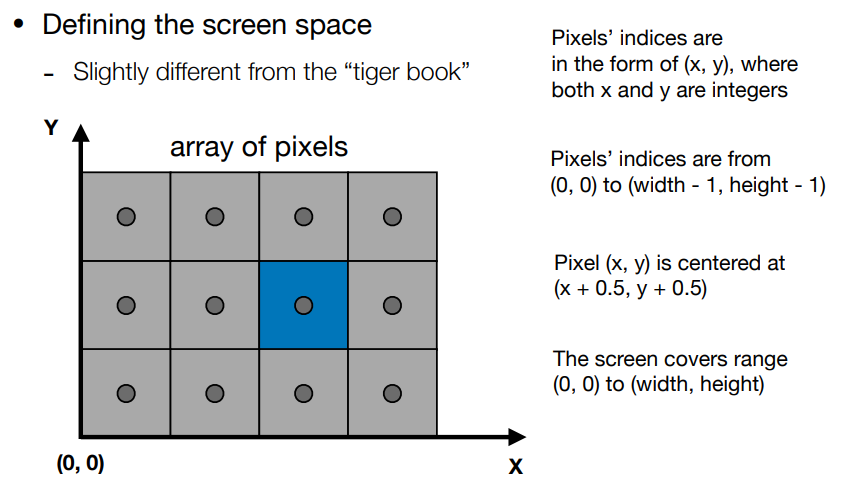 • Defining the screen space
- Slightly different from the “tiger book”
Y
array of pixels
(0, 0)
X
Pixels’ indices are
in the form of (x, y), where
both x and y are integers
Pixels’ indices are from
(0, 0) to (width - 1, height - 1)
Pixel (x, y) is centered at
(x + 0.5, y + 0.5)
The screen covers range
(0, 0) to (width, height)